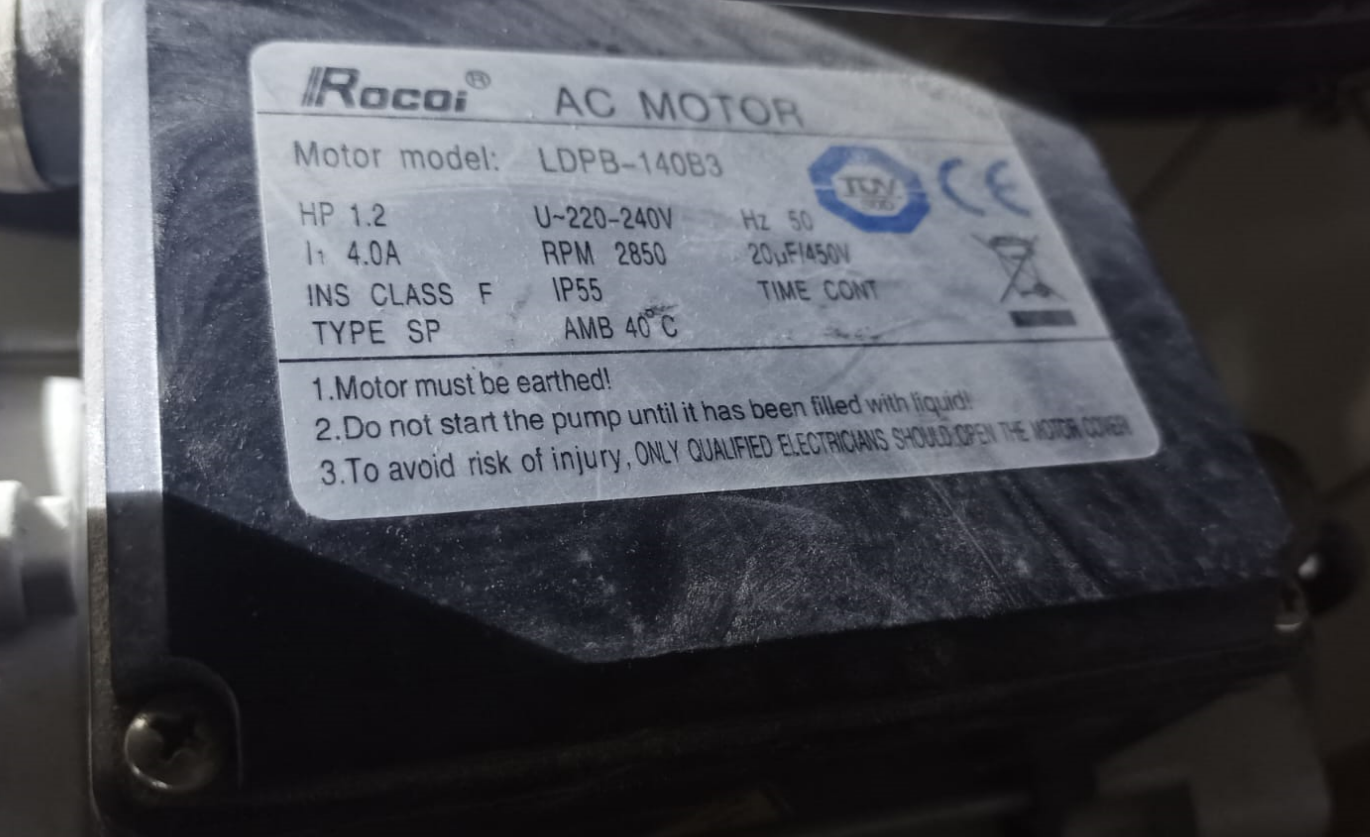 Rocoi® AC MOTOR
Motor model: LDPB-140B3
HP 1.2 U~220-240V Hz 50
I₁ 4.0A RPM 2850 20µF/450V
INS CLASS F IP55 TIME CONT
TYPE SP AMB 40°C
TUV
CE
1.Motor must be earthed!
2.Do not start the pump until it has been filled with liquid!
3.To avoid risk of injury, ONLY QUALIFIED ELECTRICIANS SHOULD OPEN THE MOTOR COVER!